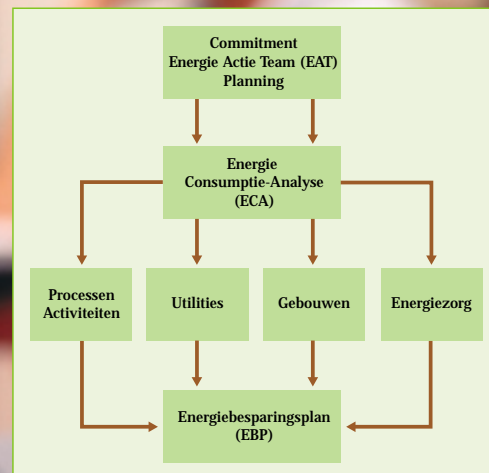 Commitment
Energie Actie Team (EAT)
Planning
Energie
Consumptie-Analyse
(ECA)
Processen
Activiteiten
Utilities
Gebouwen
Energiezorg
Energiebesparingsplan
(EBP)